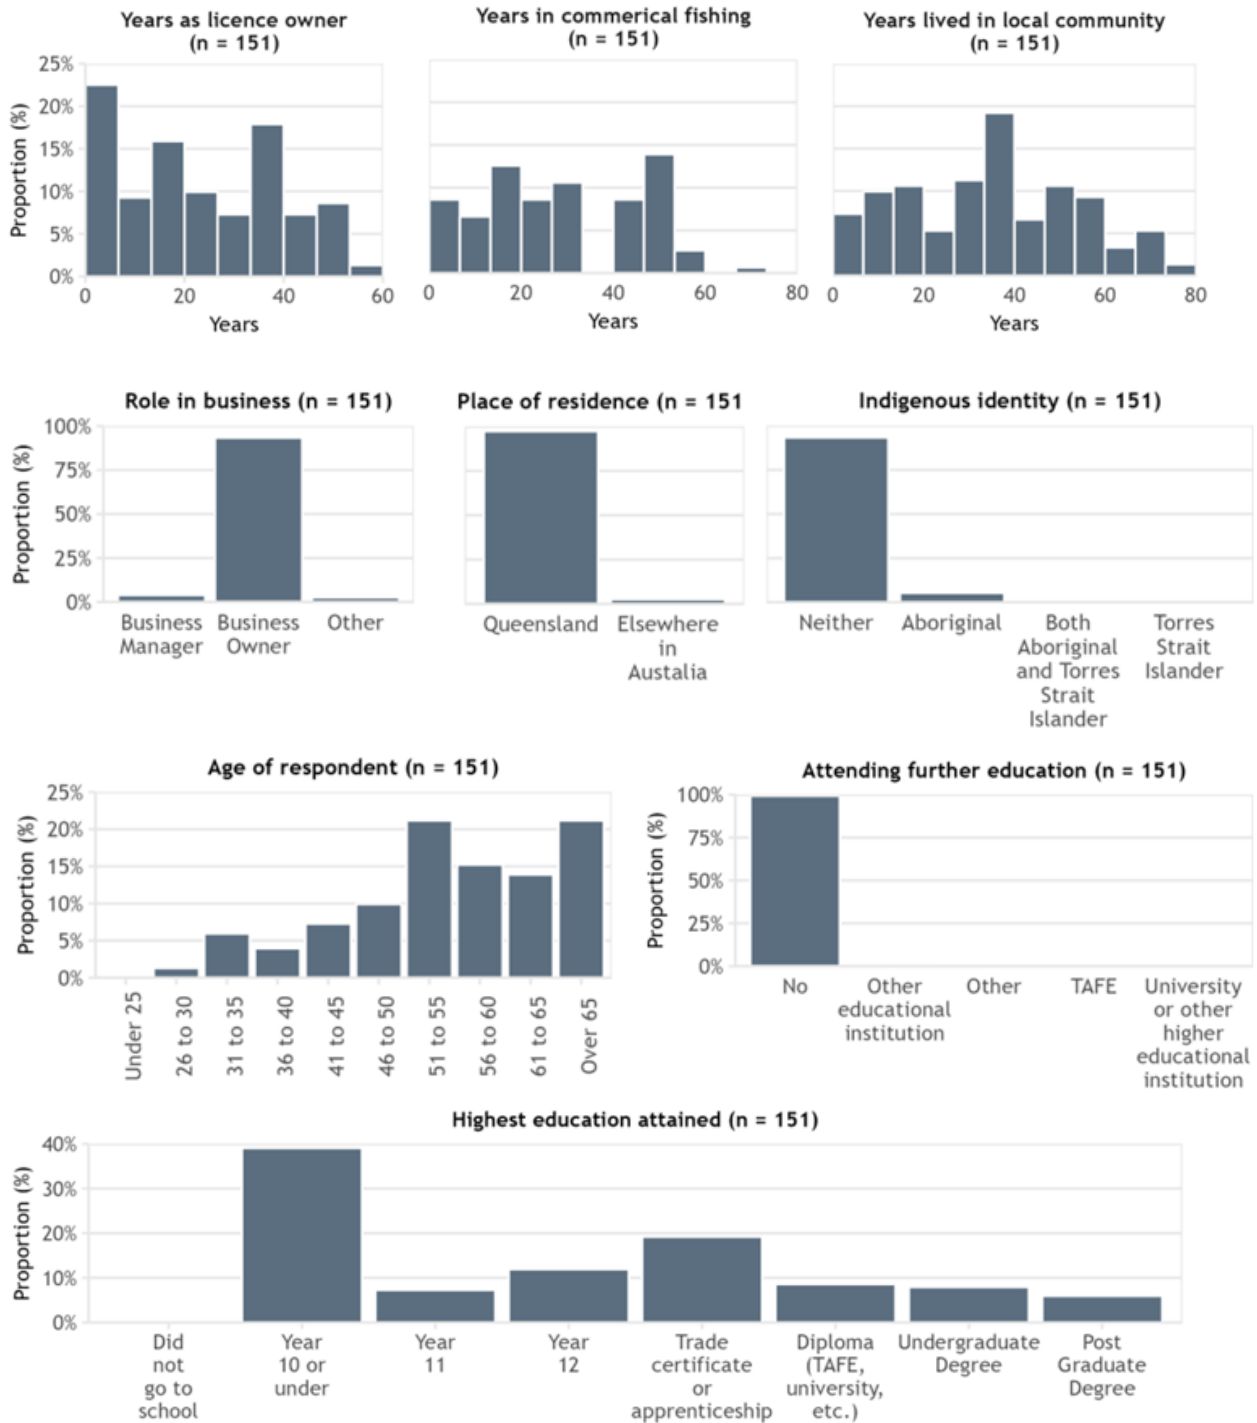 Years as licence owner
(n = 151)
Years in commerical fishing
(n = 151)
Years lived in local community
(n = 151)
Proportion (%)
25%
20%
15%
10%
5%
0%
0 20 40 60
Years
0 20 40 60 80
Years
0 20 40 60 80
Years
Role in business (n = 151)
Place of residence (n = 151
Indigenous identity (n = 151)
Proportion (%)
100%
75%
50%
25%
0%
Business
Manager
Business
Owner
Other
Queensland
Elsewhere
in
Austalia
Neither
Aboriginal
Both
Aboriginal
and Torres
Strait
Islander
Torres
Strait
Islander
Age of respondent (n = 151)
Proportion (%)
25%
20%
15%
10%
5%
0%
Under 25
26 to 30
31 to 35
36 to 40
41 to 45
46 to 50
51 to 55
56 to 60
61 to 65
Over 65
Attending further education (n = 151)
Proportion (%)
100%
75%
50%
25%
0%
No
Other
educational
institution
Other
TAFE
University
or other
higher
educational
institution
Highest education attained (n = 151)
Proportion (%)
40%
30%
20%
10%
0%
Did
not
go to
school
Year
10 or
under
Year
11
Year
12
Trade
certificate
or
apprenticeship
Diploma
(TAFE,
university,
etc.)
Undergraduate
Degree
Post
Graduate
Degree